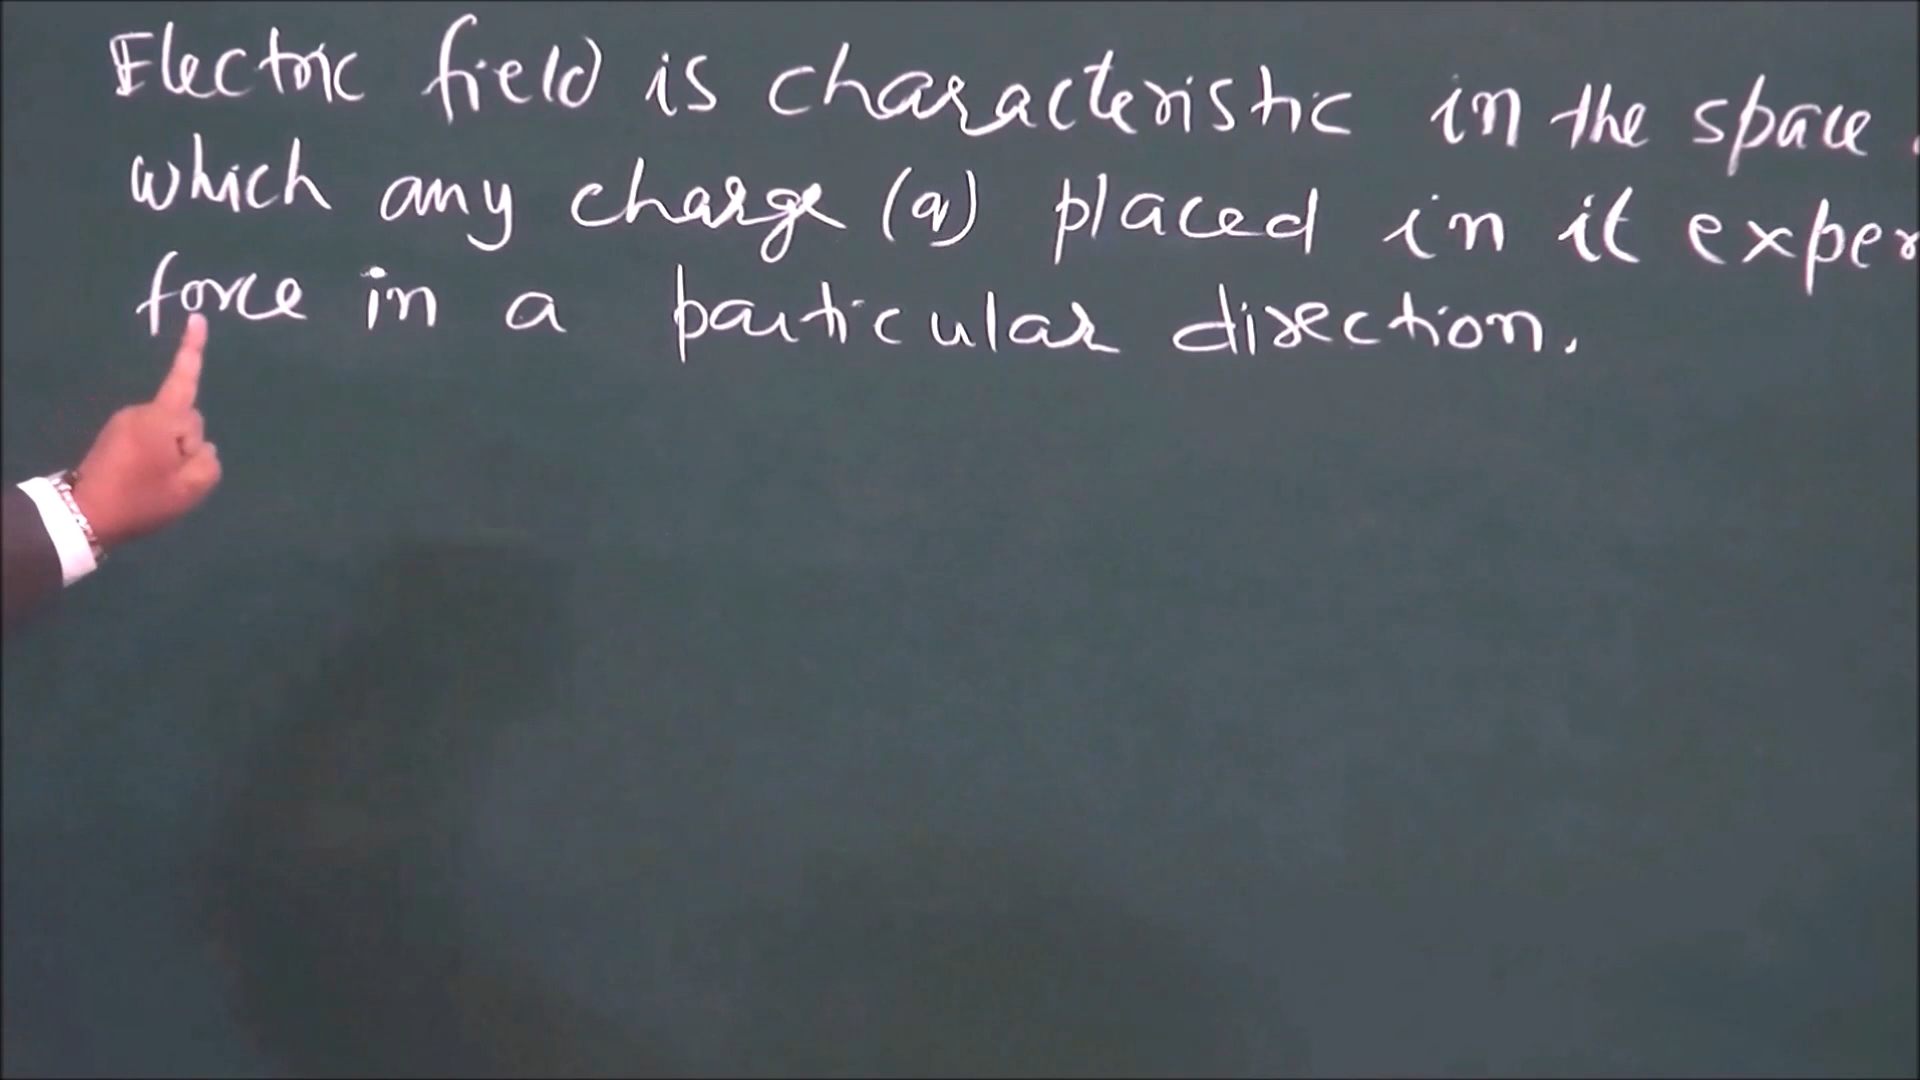 Electric field is characteristic in the space
which any charge (q) placed in it exper
force in a particular direction.